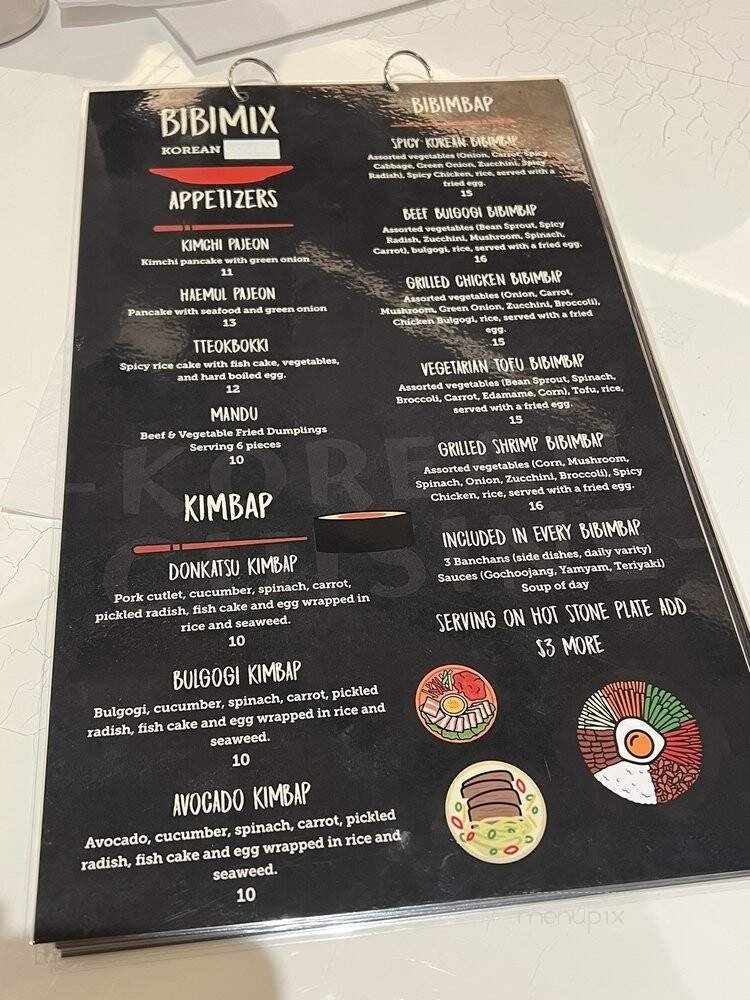 BIBIMIX
KOREAN
APPETIZERS
KIMCHI PAJEON
Kimchi pancake with green onion
11
HAEMUL PAJEON
Pancake with seafood and green onion
13
TTEOKBOKKI
Spicy rice cake with fish cake, vegetables,
and hard boiled egg.
12
MANDU
Beef & Vegetable Fried Dumplings
Serving 6 pieces
10
KIMBAP
DONKATSU KIMBAP
Pork cutlet, cucumber, spinach, carrot,
pickled radish, fish cake and egg wrapped in
rice and seaweed.
10
BULGOGI KIMBAP
Bulgogi, cucumber, spinach, carrot, pickled
radish, fish cake and egg wrapped in rice and
seaweed.
10
AVOCADO KIMBAP
Avocado, cucumber, spinach, carrot, pickled
radish, fish cake and egg wrapped in rice and
seaweed.
10
BIBIMBAP
SPICY KOREAN BIBIMBAP
Assorted vegetables (Onion, Carrot, Spicy
Cabbage, Green Onion, Zucchini, Spicy
Radish), Spicy Chicken, rice, served with a
fried egg.
15
BEEF BULGOGI BIBIMBAP
Assorted vegetables (Bean Sprout, Spicy
Radish, Zucchini, Mushroom, Spinach,
Carrot), bulgogi, rice, served with a fried egg.
16
GRILLED CHICKEN BIBIMBAP
Assorted vegetables (Onion, Carrot,
Mushroom, Green Onion, Zucchini, Broccoli),
Chicken Bulgogi, rice, served with a fried
egg.
15
VEGETARIAN TOFU BIBIMBAP
Assorted vegetables (Bean Sprout, Spinach,
Broccoli, Carrot, Edamame, Corn), Tofu, rice,
served with a fried egg.
15
GRILLED SHRIMP BIBIMBAP
Assorted vegetables (Corn, Mushroom,
Spinach, Onion, Zucchini, Broccoli), Spicy
Chicken, rice, served with a fried egg.
16
INCLUDED IN EVERY BIBIMBAP
3 Banchans (side dishes, daily varity)
Sauces (Gochoojang, Yamyam, Teriyaki)
Soup of day
SERVING ON HOT STONE PLATE ADD
$3 MORE
menupix